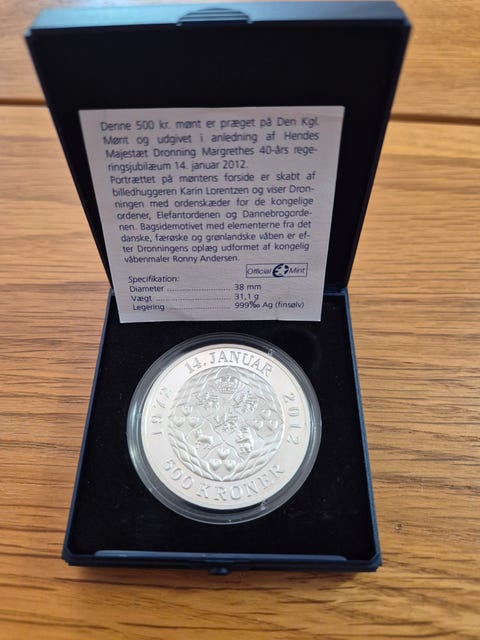 Denne 500 kr. mønt er præget på Den Kgl.
Mønt og udgivet i anledning af Hendes
Majestæt Dronning Margrethes 40-års rege-
ringsjubilæum 14. januar 2012.
Portrættet på møntens forside er skabt af
billedhuggeren Karin Lorentzen og viser Dron-
ningen med ordenskæder for de kongelige
ordener, Elefantordenen og Dannebrogorde-
nen. Bagsidemotivet med elementerne fra det
danske, færøske og grønlandske våben er ef-
ter Dronningens oplæg udformet af kongelig
våbenmaler Ronny Andersen.
Official Mint
Specifikation:
Diameter .................... 38 mm
Vægt .................... 31,1 g
Legering .................... 999‰ Ag (finsølv)
14. JANUAR
1972 2012
500 KRONER